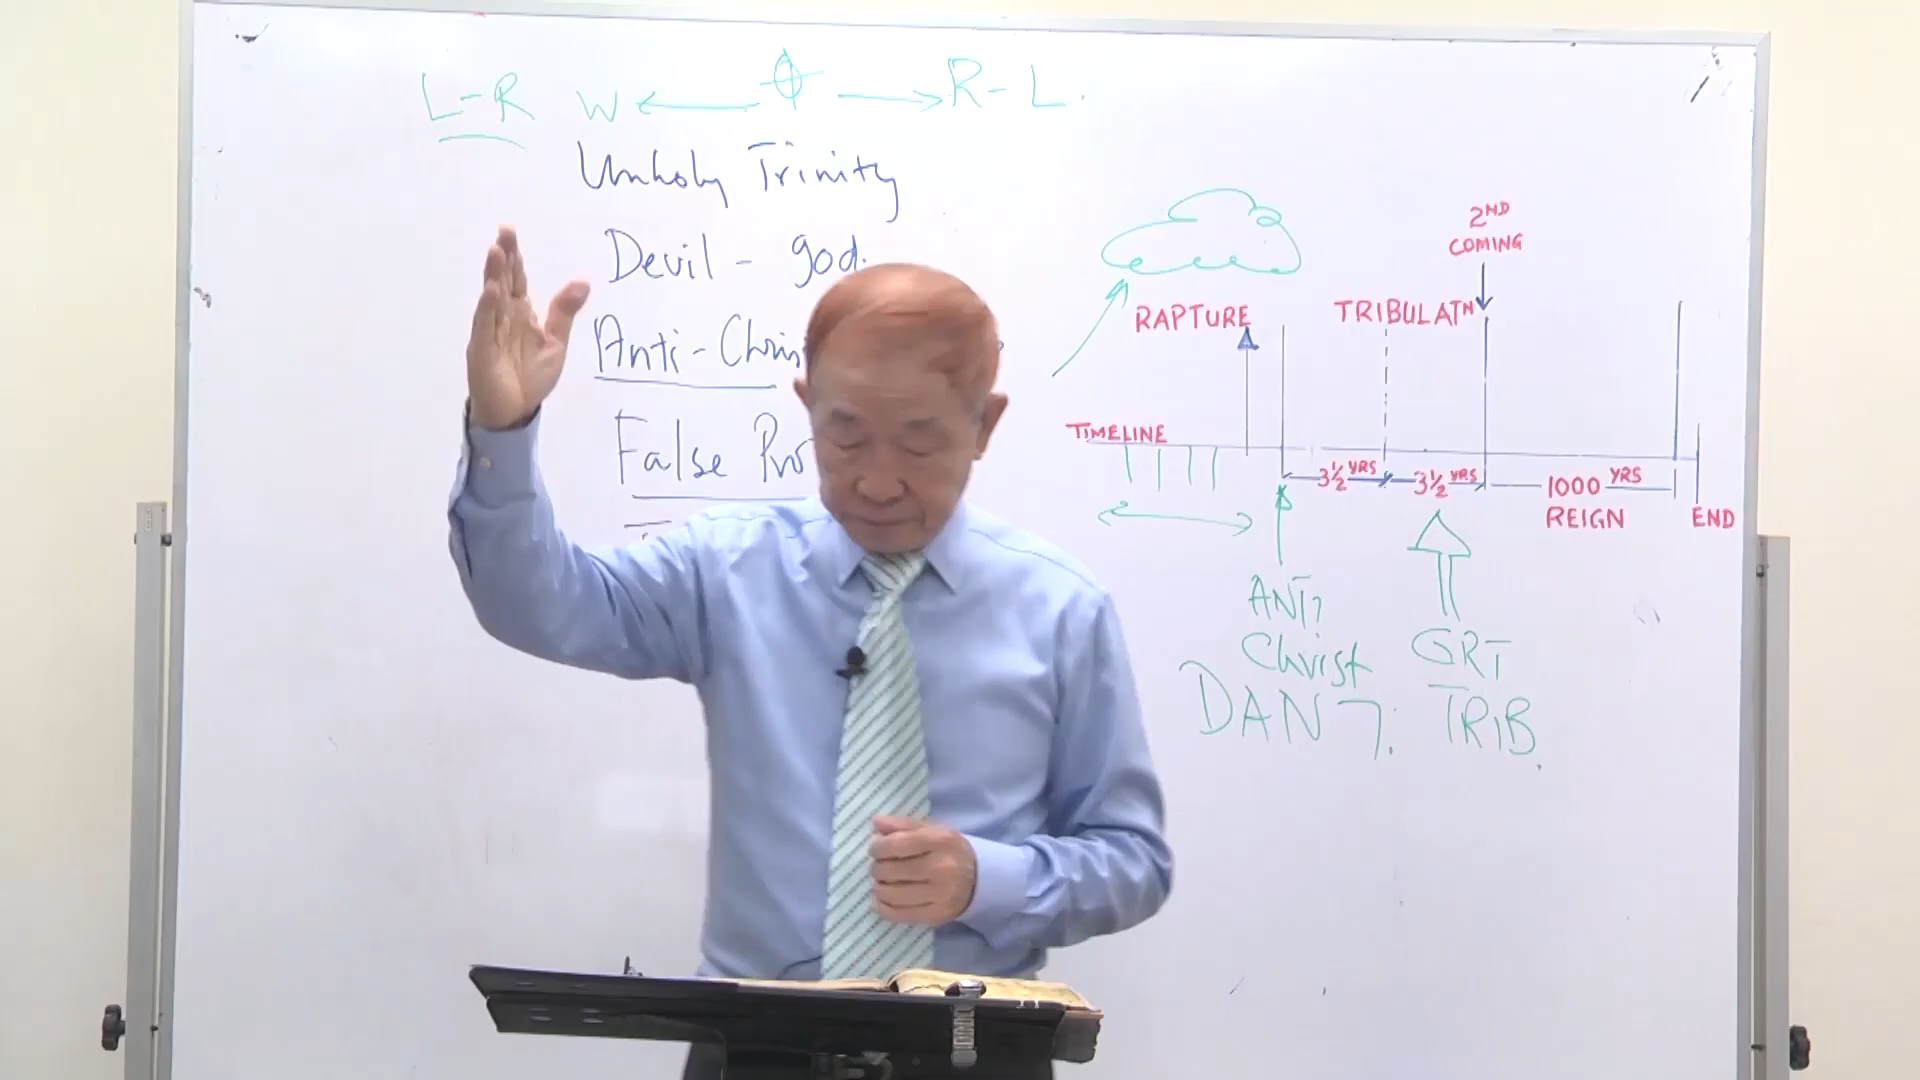 L-R W ← → R-L.
Unholy Trinity
Devil - god.
Anti-Chris
False Pro
2ND
COMING
RAPTURE
TRIBULATN
TIMELINE
3½ YRS
3½ YRS
1000 YRS
REIGN
END
ANTI
Christ
GRT
TRIB.
DAN 7.